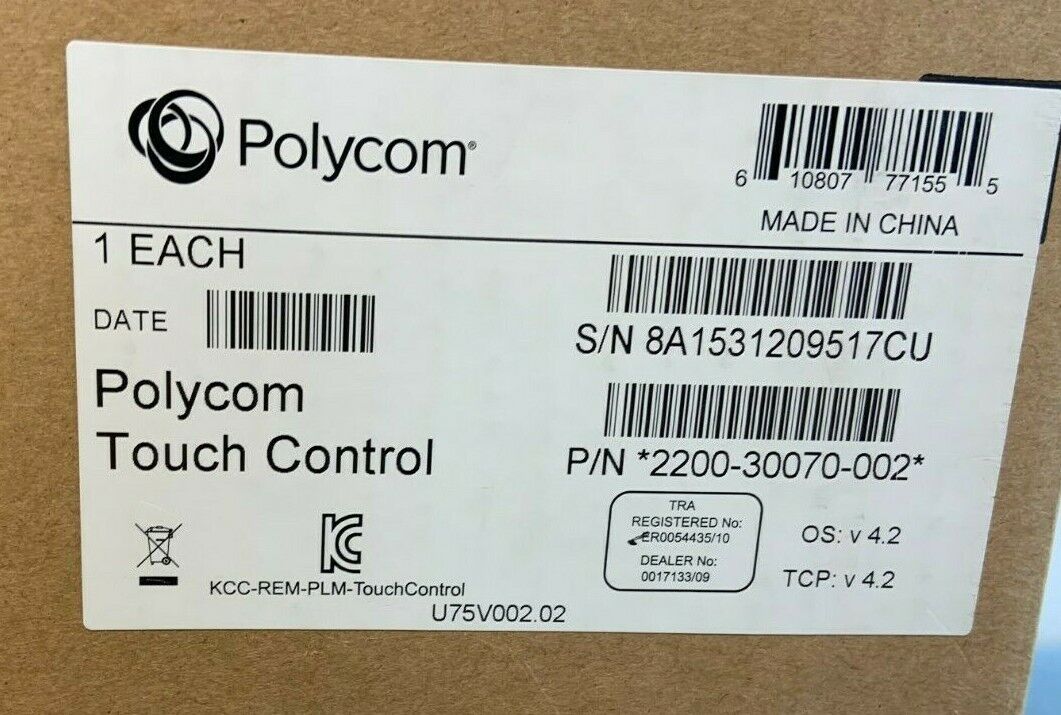 Polycom®
6 10807 77155 5
MADE IN CHINA
1 EACH
DATE
S/N 8A1531209517CU
Polycom
Touch Control
P/N *2200-30070-002*
TRA
REGISTERED No:
ER0054435/10
DEALER No:
0017133/09
OS: v 4.2
TCP: v 4.2
KCC-REM-PLM-TouchControl
U75V002.02